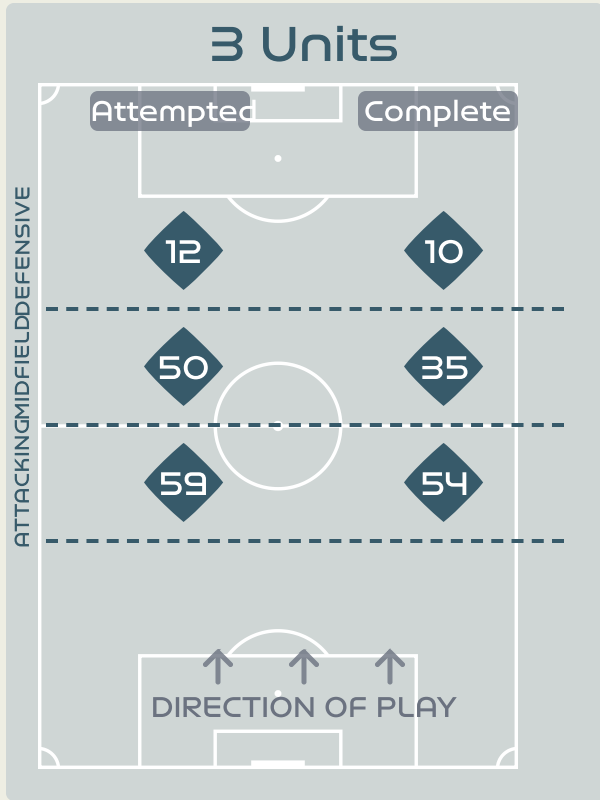 3 Units
Attempted Complete
12 10
50 35
59 54
ATTACKINGMIDFIELDDEFENSIVE
DIRECTION OF PLAY